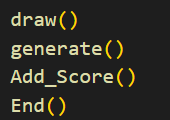 draw()
generate()
Add_Score()
End()